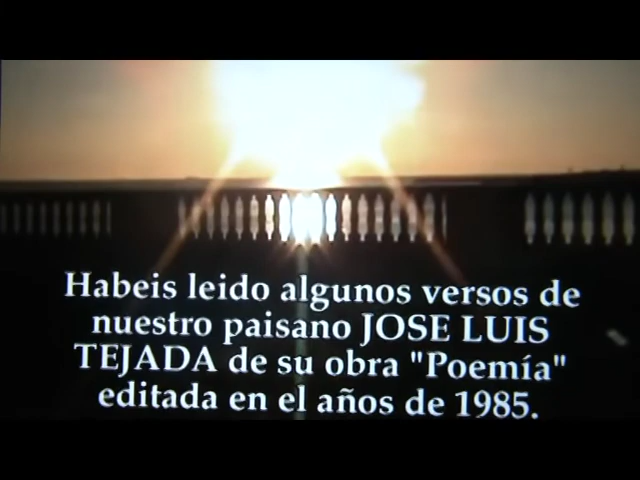 Habeis leido algunos versos de
nuestro paisano JOSE LUIS
TEJADA de su obra "Poemía"
editada en el años de 1985.